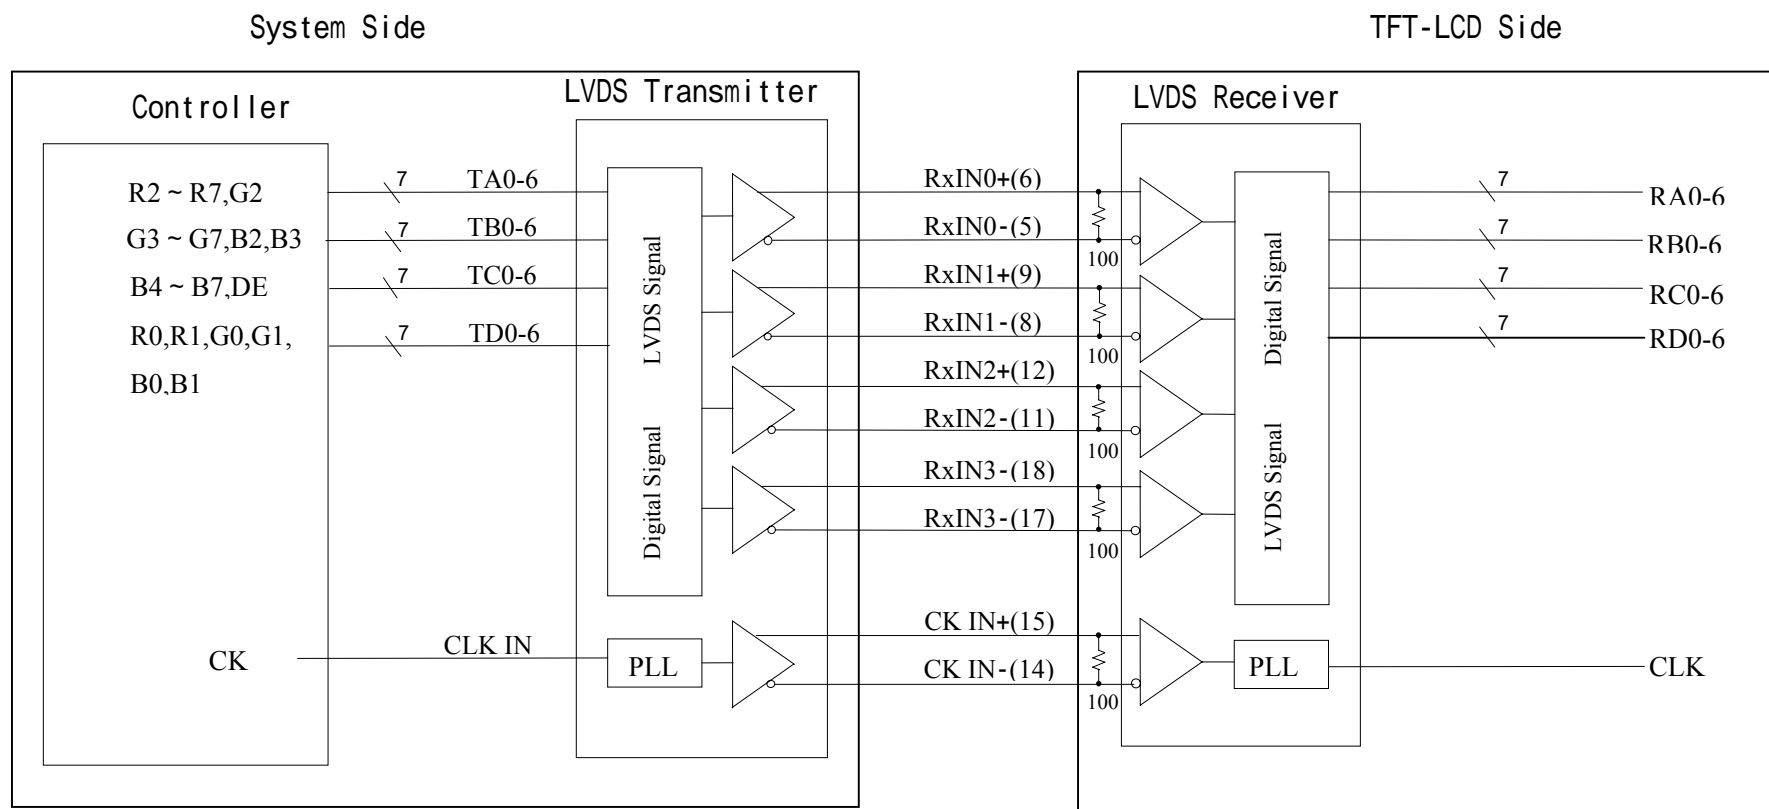 System Side
TFT-LCD Side
Controller
LVDS Transmitter
LVDS Receiver
R2 ~ R7,G2
G3 ~ G7,B2,B3
B4 ~ B7,DE
R0,R1,G0,G1,
B0,B1
CK
7
TA0-6
7
TB0-6
7
TC0-6
7
TD0-6
CLK IN
LVDS Signal
Digital Signal
PLL
RxIN0+(6)
RxIN0-(5)
100
RxIN1+(9)
RxIN1-(8)
100
RxIN2+(12)
RxIN2-(11)
100
RxIN3-(18)
RxIN3-(17)
100
CK IN+(15)
CK IN-(14)
100
Digital Signal
LVDS Signal
PLL
7
RA0-6
7
RB0-6
7
RC0-6
7
RD0-6
CLK